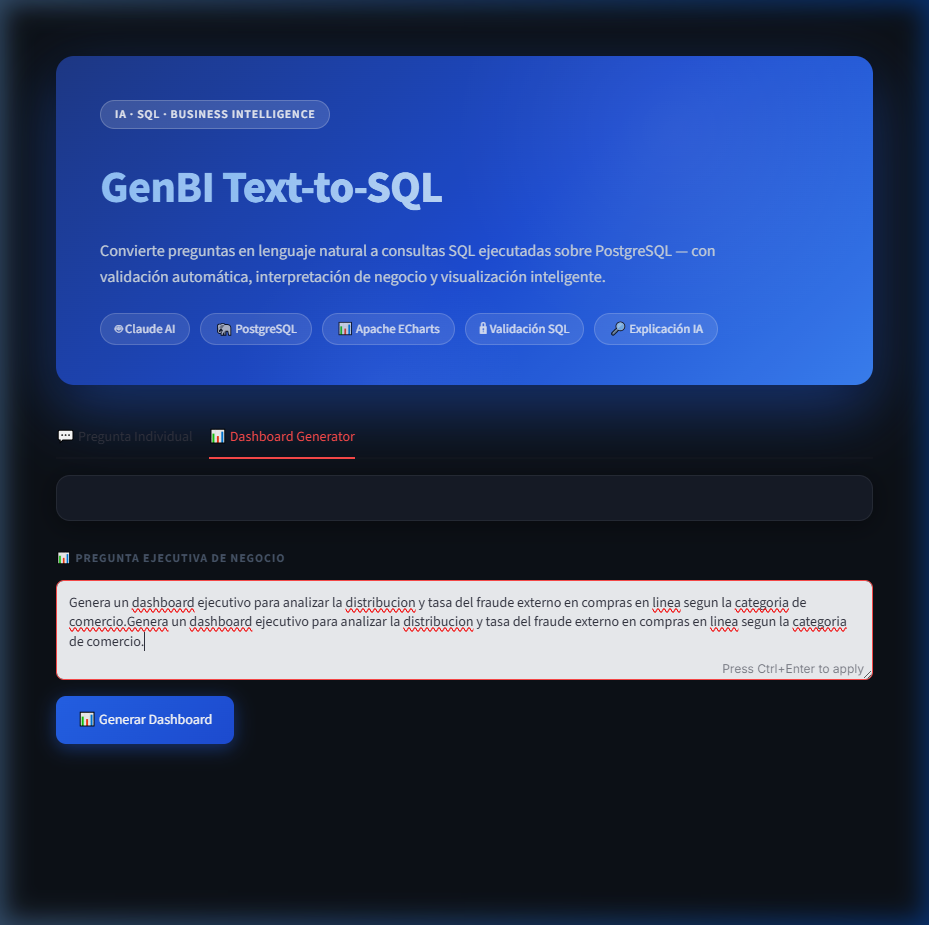 IA · SQL · BUSINESS INTELLIGENCE
GenBI Text-to-SQL
Convierte preguntas en lenguaje natural a consultas SQL ejecutadas sobre PostgreSQL — con
validación automática, interpretación de negocio y visualización inteligente.
Claude AI
PostgreSQL
Apache ECharts
Validación SQL
Explicación IA
Pregunta Individual
Dashboard Generator
PREGUNTA EJECUTIVA DE NEGOCIO
Genera un dashboard ejecutivo para analizar la distribucion y tasa del fraude externo en compras en linea segun la categoria de
comercio.Genera un dashboard ejecutivo para analizar la distribucion y tasa del fraude externo en compras en linea segun la categoria
de comercio.
Press Ctrl+Enter to apply
Generar Dashboard